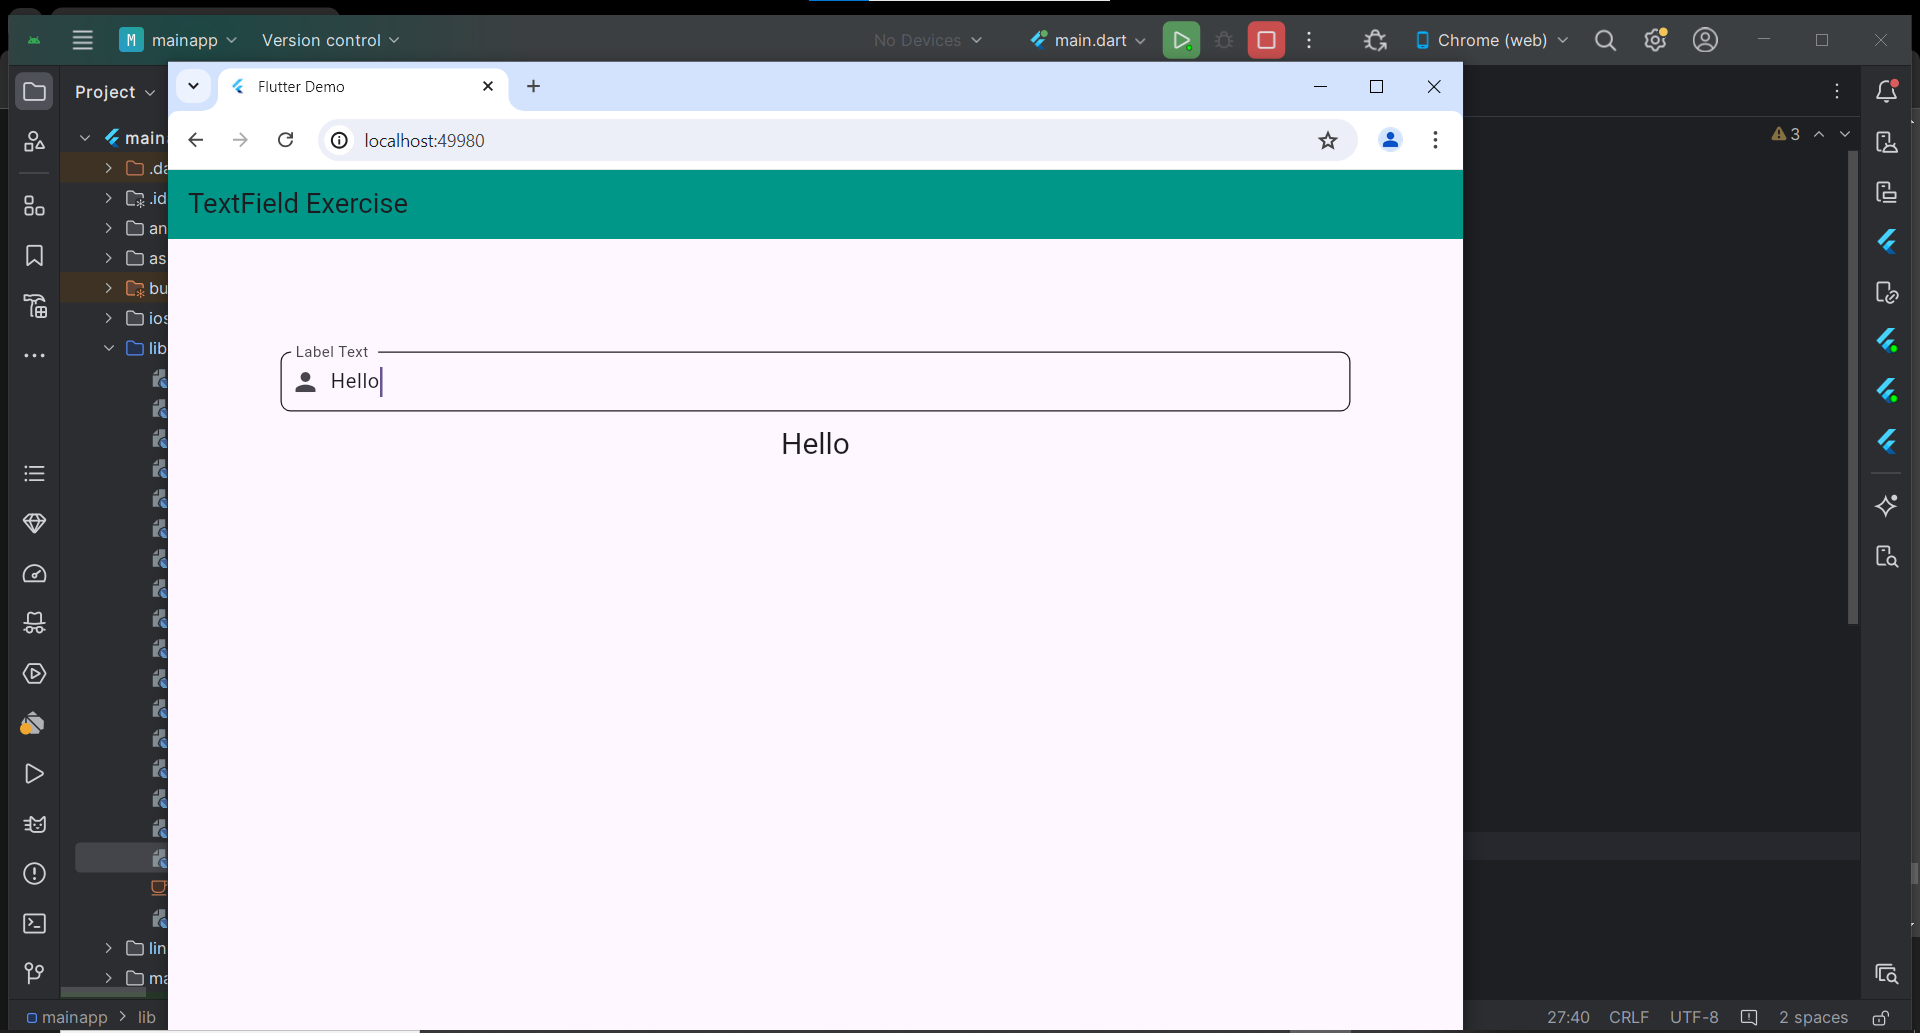 M mainapp Version control No Devices main.dart Chrome (web)
Project
Flutter Demo
localhost:49980
3
TextField Exercise
main
.da
.id
an
as
bu
ios
lib
Label Text
Hello
Hello
lin
ma
mainapp > lib 27:40 CRLF UTF-8 2 spaces